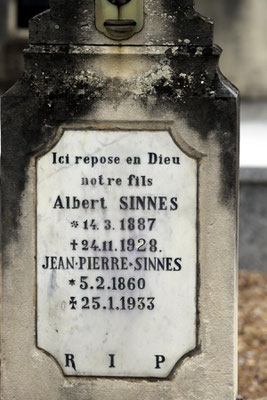 Ici repose en Dieu
notre fils
Albert SINNES
* 14.3.1887
† 24.11.1928.
JEAN-PIERRE-SINNES
* 5.2.1860
† 25.1.1933
R I P